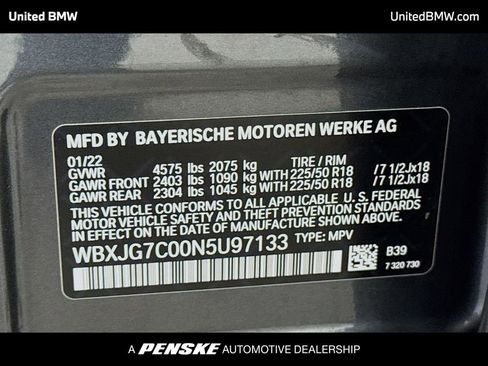 United BMW UnitedBMW.com
MFD BY BAYERISCHE MOTOREN WERKE AG
01/22 TIRE / RIM
GVWR 4575 lbs 2075 kg
GAWR FRONT 2403 lbs 1090 kg WITH 225/50 R18 / 7 1/2Jx18
GAWR REAR 2304 lbs 1045 kg WITH 225/50 R18 / 7 1/2Jx18
THIS VEHICLE CONFORMS TO ALL APPLICABLE U. S. FEDERAL
MOTOR VEHICLE SAFETY, BUMPER, AND THEFT PREVENTION
STANDARDS IN EFFECT ON THE DATE OF MANUFACTURE SHOWN ABOVE.
WBXJG7C00N5U97133 TYPE: MPV
B39
7 320 730
A PENSKE AUTOMOTIVE DEALERSHIP